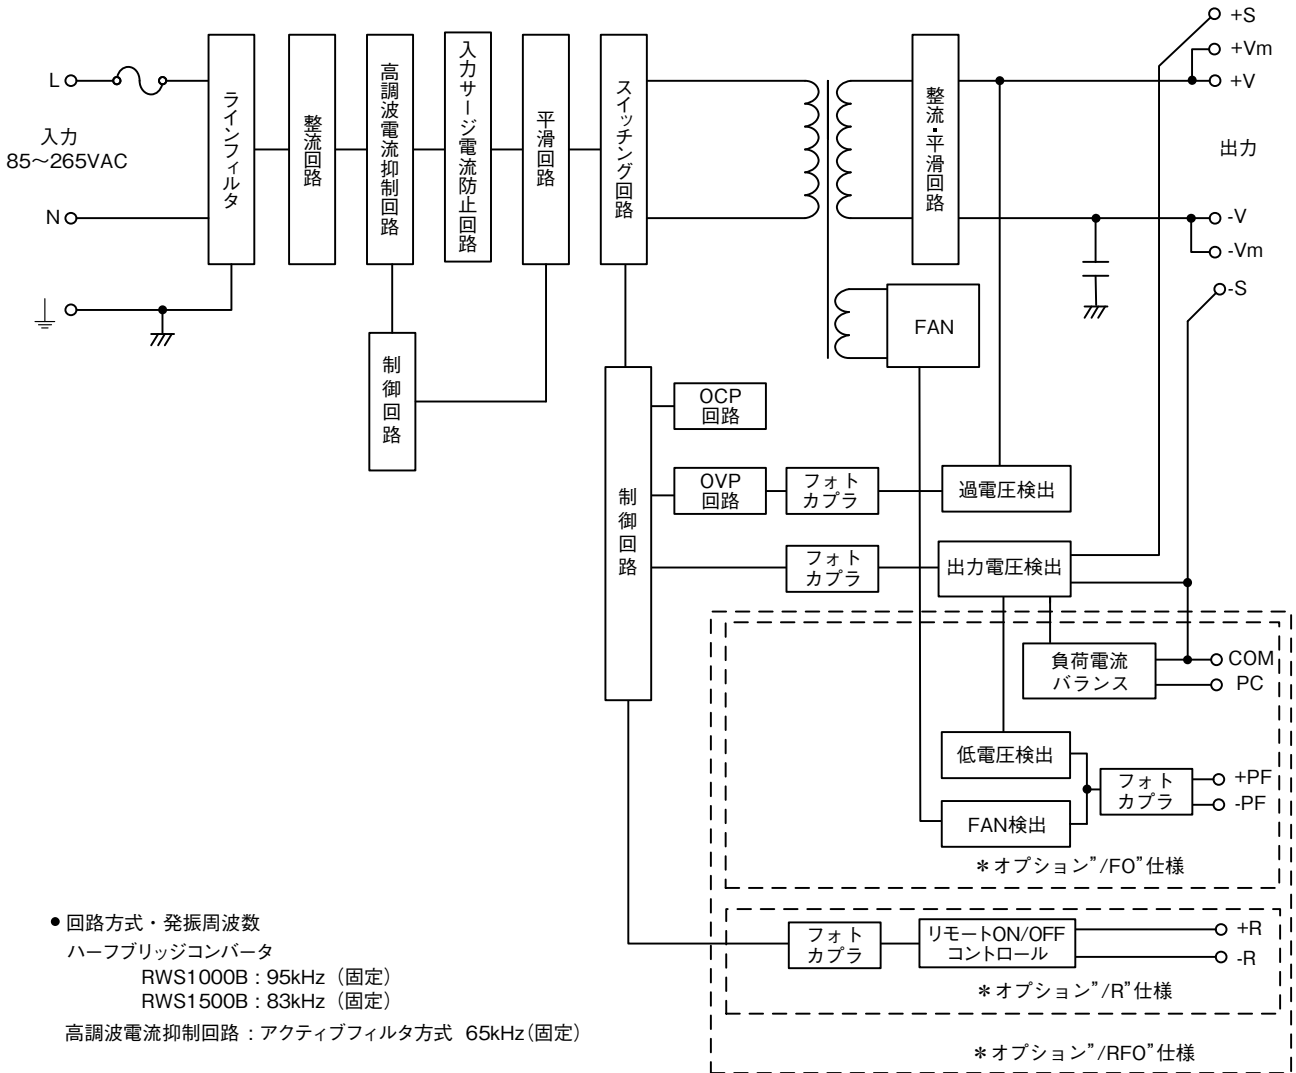 L
入力
85～265VAC
N
ラインフィルタ
整流回路
高調波電流抑制回路
入力サージ電流防止回路
平滑回路
スイッチング回路
整流・平滑回路
+S
+Vm
+V
出力
-V
-Vm
-S
FAN
制御回路
制御回路
OCP
回路
OVP
回路
フォト
カプラ
過電圧検出
フォト
カプラ
出力電圧検出
負荷電流
バランス
COM
PC
低電圧検出
フォト
カプラ
+PF
-PF
FAN検出
＊オプション”/FO”仕様
フォト
カプラ
リモートON/OFF
コントロール
+R
-R
＊オプション”/R”仕様
＊オプション”/RFO”仕様
●回路方式・発振周波数
ハーフブリッジコンバータ
RWS1000B : 95kHz（固定）
RWS1500B : 83kHz（固定）
高調波電流抑制回路 : アクティブフィルタ方式 65kHz(固定)